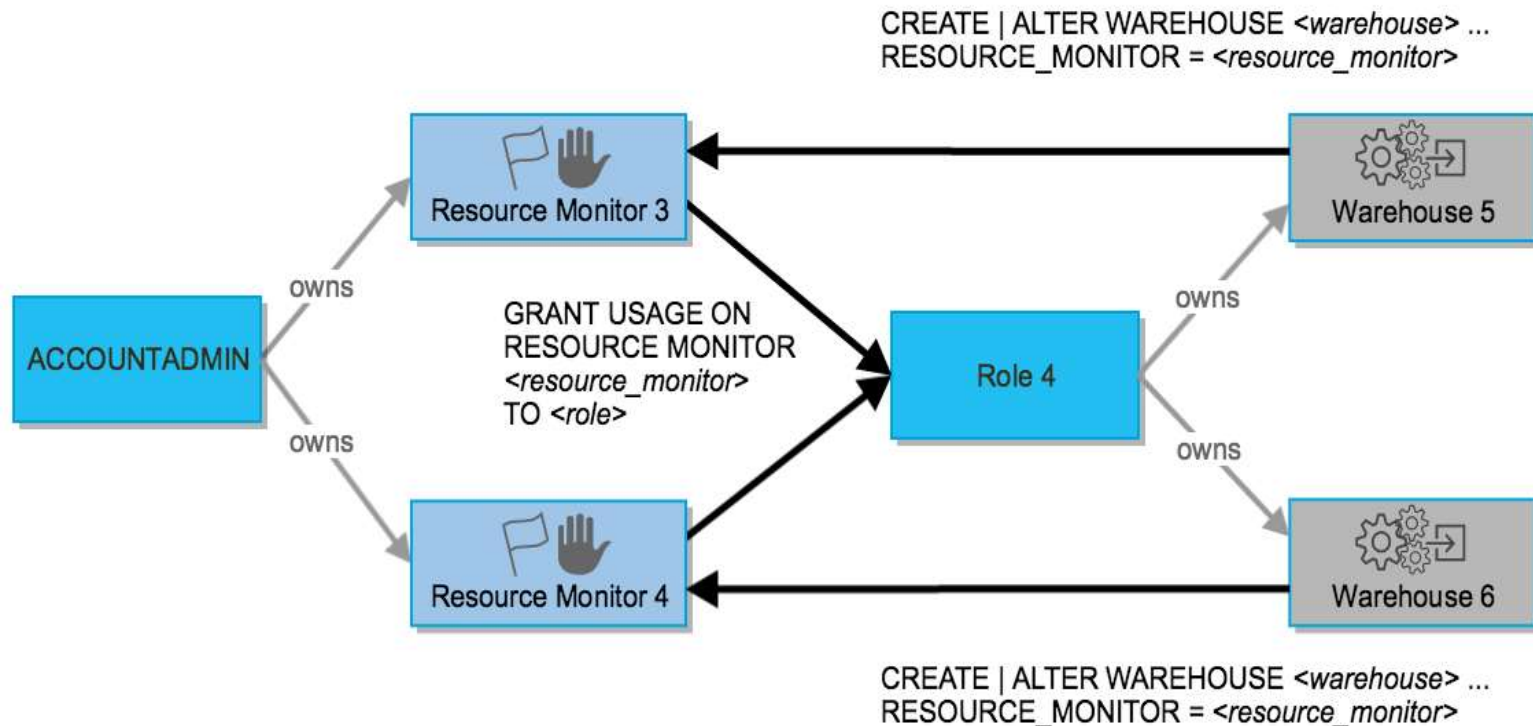 CREATE | ALTER WAREHOUSE <warehouse> ...
RESOURCE_MONITOR = <resource_monitor>
Resource Monitor 3
Warehouse 5
owns
owns
ACCOUNTADMIN
GRANT USAGE ON
RESOURCE MONITOR
<resource_monitor>
TO <role>
Role 4
owns
owns
Resource Monitor 4
Warehouse 6
CREATE | ALTER WAREHOUSE <warehouse> ...
RESOURCE_MONITOR = <resource_monitor>